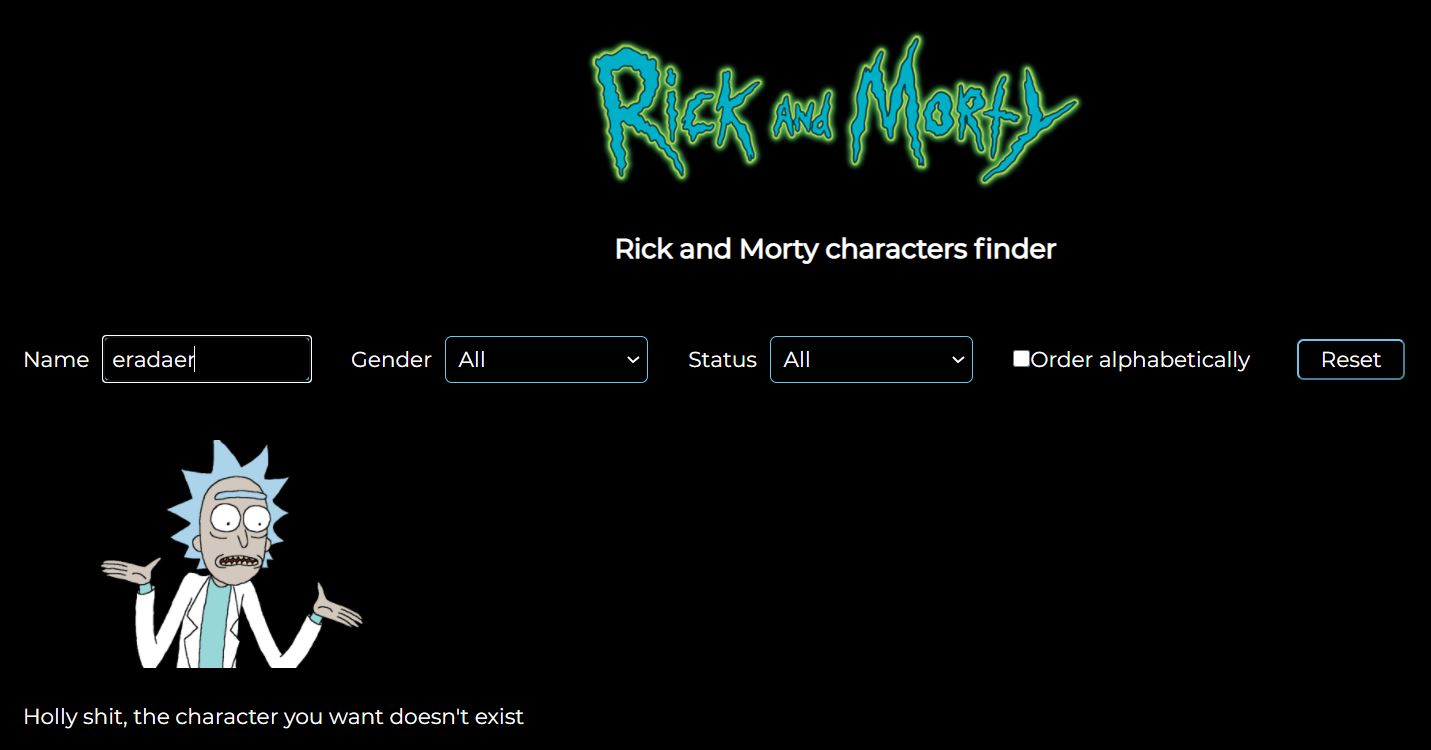 Rick and Morty
Rick and Morty characters finder
Name eradaer Gender All Status All Order alphabetically Reset
Holly shit, the character you want doesn't exist